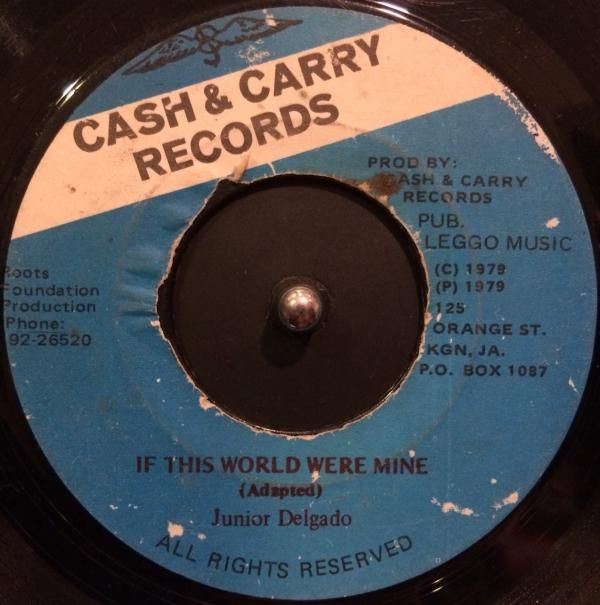 CASH & CARRY
RECORDS
PROD BY:
CASH & CARRY
RECORDS
PUB.
LEGGO MUSIC
(C) 1979
(P) 1979
125
ORANGE ST.
KGN, JA.
P.O. BOX 1087
Roots
Foundation
Production
Phone:
92-26520
IF THIS WORLD WERE MINE
(Adapted)
Junior Delgado
ALL RIGHTS RESERVED